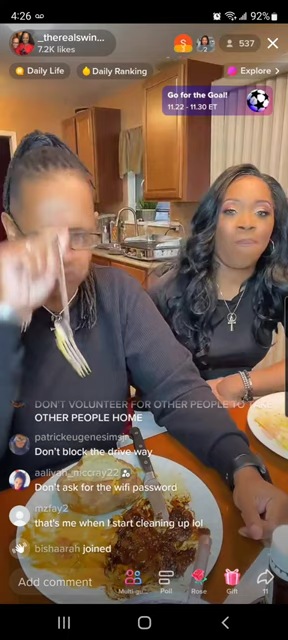 4:26
92%
_therealswin...
7.2K likes
537
Daily Life
Daily Ranking
Explore >
Go for the Goal!
11.22 - 11.30 ET
DON'T VOLUNTEER FOR OTHER PEOPLE TO TAKE
OTHER PEOPLE HOME
patrickeugenesimsjr
Don't block the drive way
aaliyah_mccray22
Don't ask for the wifi password
mzfay2
that's me when I start cleaning up lol
bishaarah joined
Add comment
Poll
Rose
Gift
11